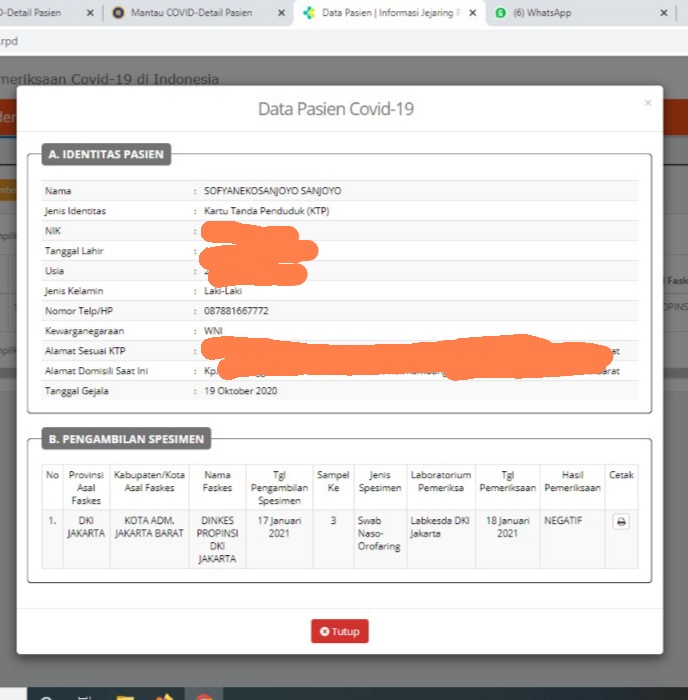 O-Detail Pasien
Mantau COVID-Detail Pasien
Data Pasien | Informasi Jejaring
(6) WhatsApp
.rpd
meriksaan Covid-19 di Indonesia
Data Pasien Covid-19
A. IDENTITAS PASIEN
Nama : SOFYANEKOSANJOYO SANJOYO
Jenis Identitas : Kartu Tanda Penduduk (KTP)
NIK :
Tanggal Lahir :
Usia :
Jenis Kelamin : Laki-Laki
Nomor Telp/HP : 087881667772
Kewarganegaraan : WNI
Alamat Sesuai KTP :
Alamat Domisili Saat Ini : Kp.
Tanggal Gejala : 19 Oktober 2020
B. PENGAMBILAN SPESIMEN
No Provinsi Asal Faskes Kabupaten/Kota Asal Faskes Nama Faskes Tgl Pengambilan Spesimen Sampel Ke Jenis Spesimen Laboratorium Pemeriksa Tgl Pemeriksaan Hasil Pemeriksaan Cetak
1. DKI JAKARTA KOTA ADM. JAKARTA BARAT DINKES PROPINSI DKI JAKARTA 17 Januari 2021 3 Swab Naso-Orofaring Labkesda DKI Jakarta 18 Januari 2021 NEGATIF
Tutup